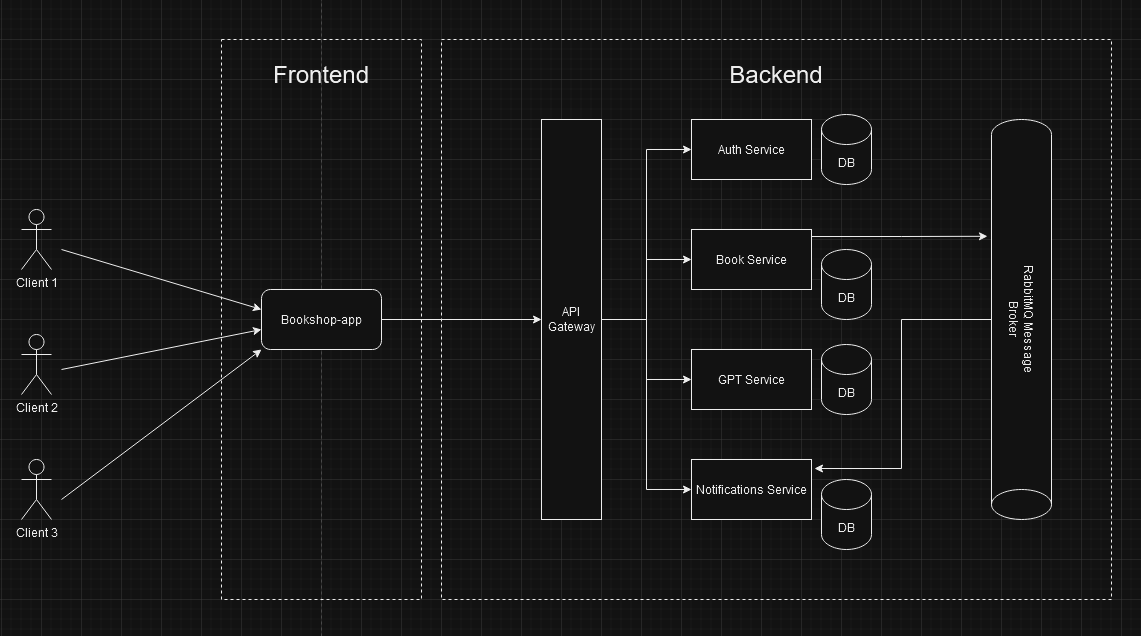 Frontend
Backend
Client 1
Client 2
Client 3
Bookshop-app
API
Gateway
Auth Service
DB
Book Service
DB
GPT Service
DB
Notifications Service
DB
RabbitMQ Message
Broker